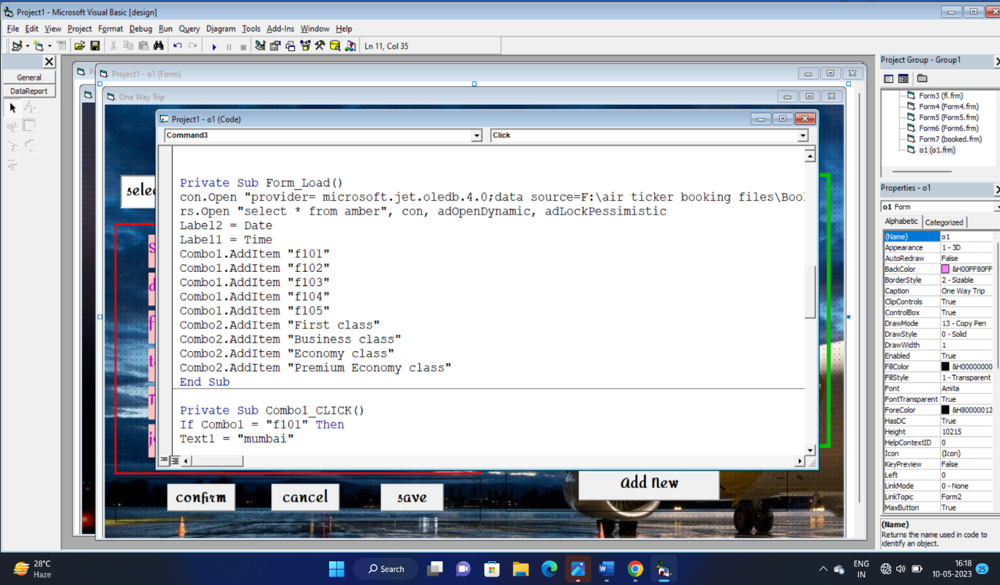 Project1 - Microsoft Visual Basic [design]
File Edit View Project Format Debug Run Query Diagram Tools Add-Ins Window Help
Ln 11, Col 35
General
DataReport
Project1 - o1 (Form)
One Way Trip
Project1 - o1 (Code)
Command3
Click
Private Sub Form_Load()
con.Open "provider= microsoft.jet.oledb.4.0;data source=F:\air ticker booking files\Boo
rs.Open "select * from amber", con, adOpenDynamic, adLockPessimistic
Label2 = Date
Label1 = Time
Combo1.AddItem "f101"
Combo1.AddItem "f102"
Combo1.AddItem "f103"
Combo1.AddItem "f104"
Combo1.AddItem "f105"
Combo2.AddItem "First class"
Combo2.AddItem "Business class"
Combo2.AddItem "Economy class"
Combo2.AddItem "Premium Economy class"
End Sub
Private Sub Combo1_CLICK()
If Combo1 = "f101" Then
Text1 = "mumbai"
confirm
cancel
save
Add New
Project Group - Group1
Form3 (fl.frm)
Form4 (Form4.frm)
Form5 (Form5.frm)
Form6 (Form6.frm)
Form7 (booked.frm)
o1 (o1.frm)
Properties - o1
o1 Form
Alphabetic Categorized
(Name) o1
Appearance 1 - 3D
AutoRedraw False
BackColor &H00FF80FF
BorderStyle 2 - Sizable
Caption One Way Trip
ClipControls True
ControlBox True
DrawMode 13 - Copy Pen
DrawStyle 0 - Solid
DrawWidth 1
Enabled True
FillColor &H00000000
FillStyle 1 - Transparent
Font Amita
FontTransparent True
ForeColor &H80000012
HasDC True
Height 10215
HelpContextID 0
Icon (Icon)
KeyPreview False
Left 0
LinkMode 0 - None
LinkTopic Form2
MaxButton True
(Name)
Returns the name used in code to
identify an object.
28°C
Haze
Search
ENG
IN
16:18
10-05-2023
25